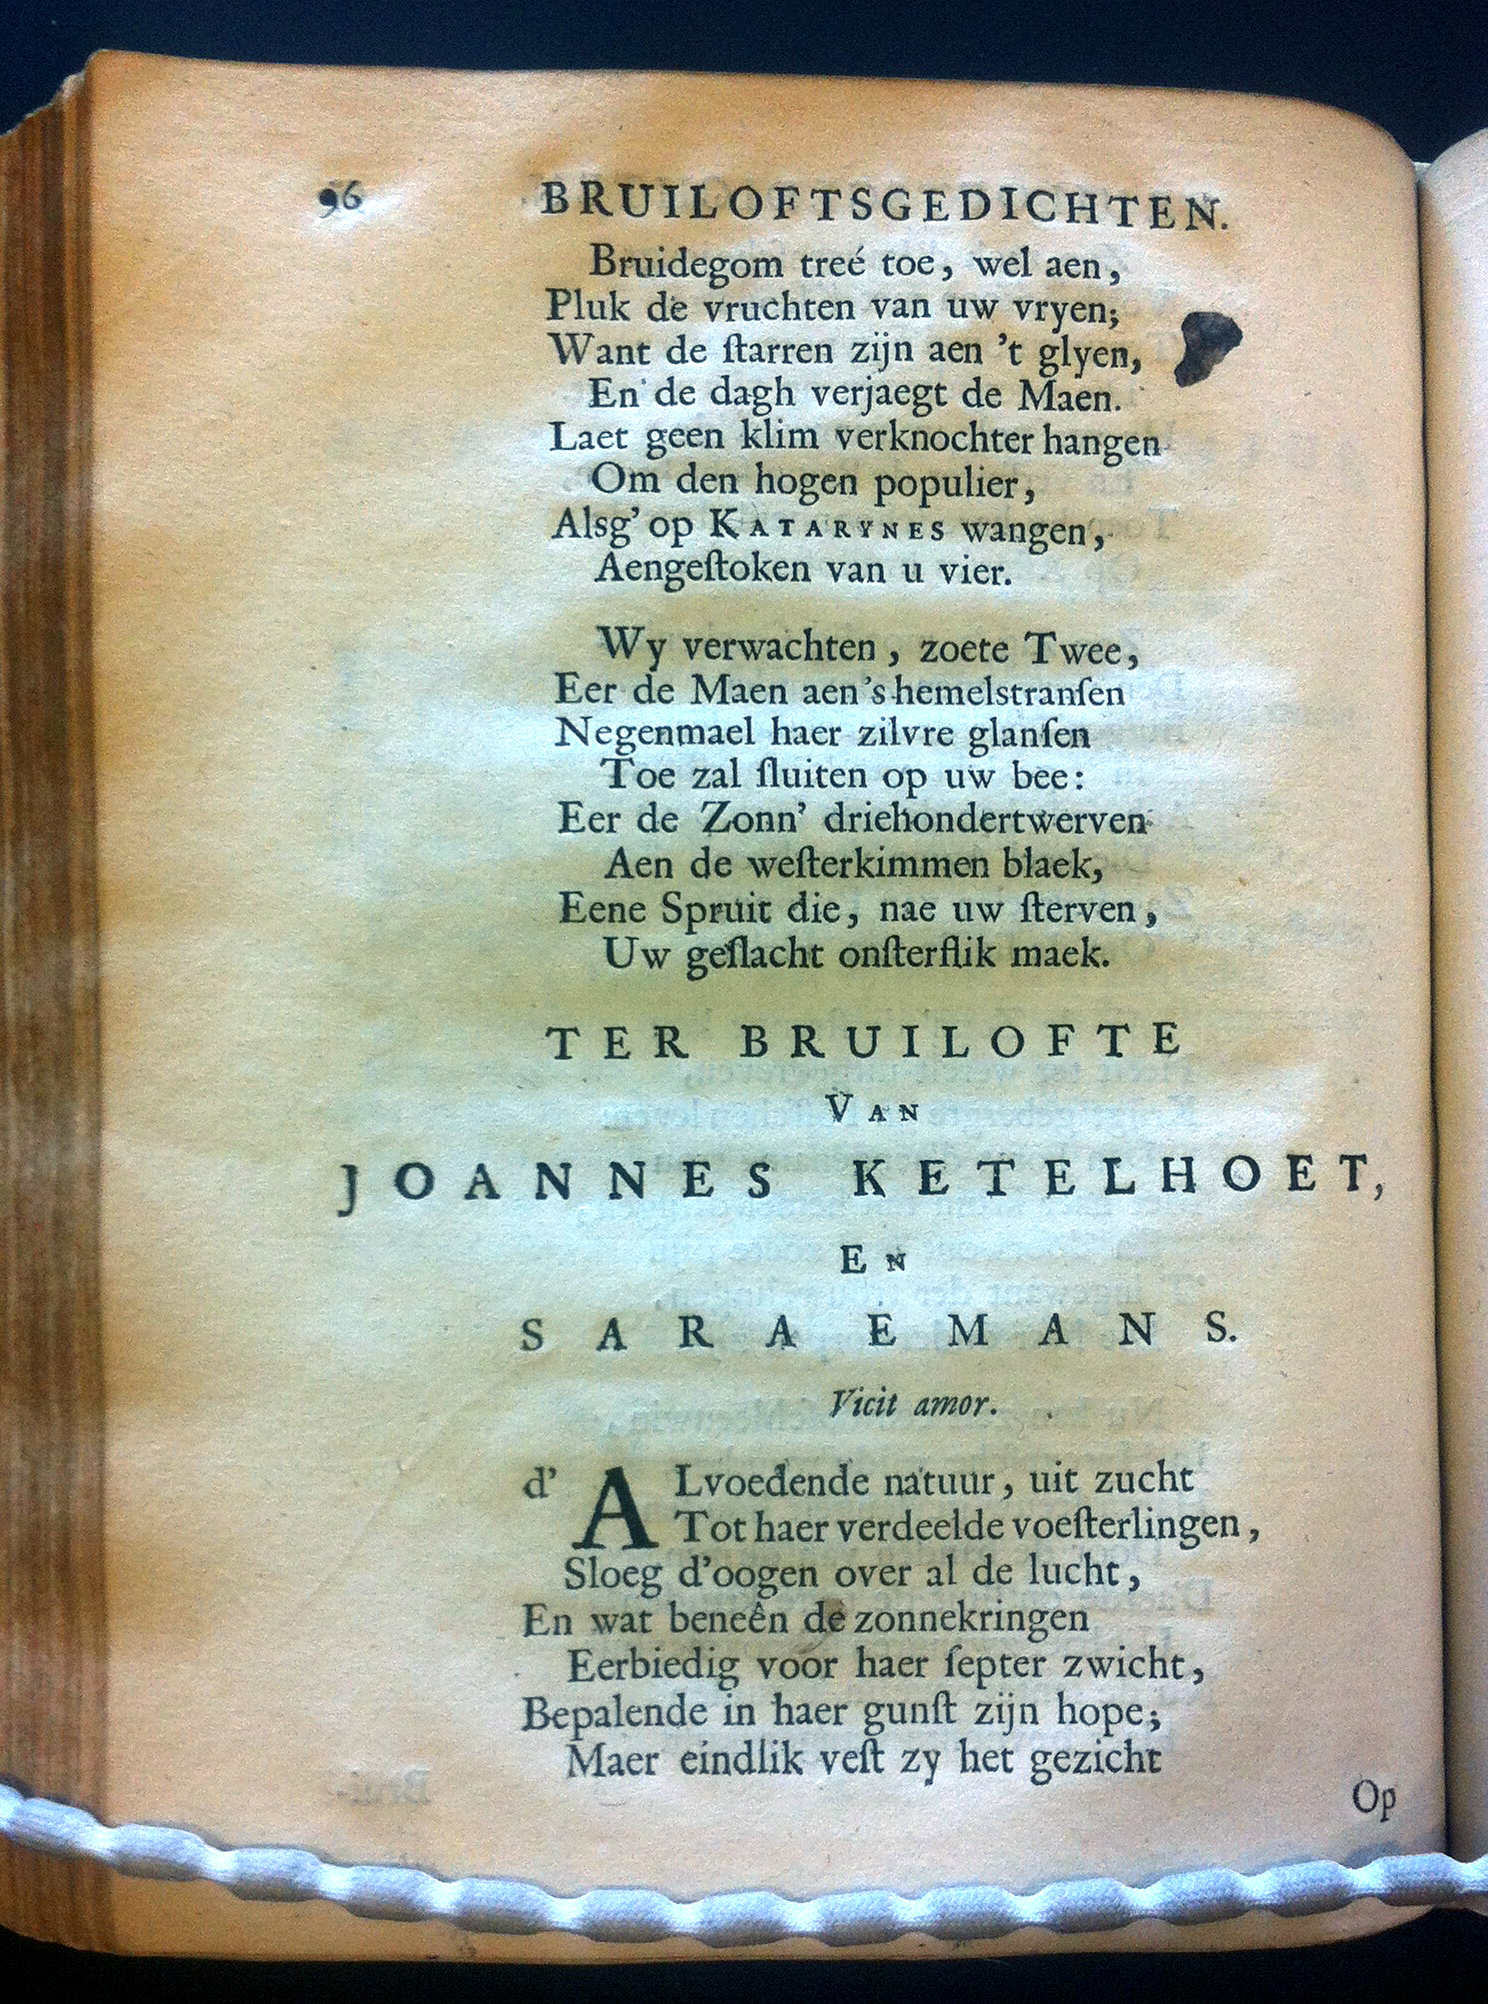 96 BRUILOFTSGEDICHTEN.
Bruidegom treé toe, wel aen,
Pluk de vruchten van uw vryen;
Want de ſtarren zijn aen 't glyen,
En de dagh verjaegt de Maen.
Laet geen klim verknochter hangen
Om den hogen populier,
Alsg' op KATARYNES wangen,
Aengeſtoken van u vier.
Wy verwachten, zoete Twee,
Eer de Maen aen's hemelstranſen
Negenmael haer zilvre glanſen
Toe zal ſluiten op uw bee:
Eer de Zonn' driehondertwerven
Aen de weſterkimmen blaek,
Eene Spruit die, nae uw ſterven,
Uw geſlacht onſterflik maek.
TER BRUILOFTE
VAN
JOANNES KETELHOET,
EN
SARA EMANS.
Vicit amor.
d' ALvoedende natuur, uit zucht
Tot haer verdeelde voeſterlingen,
Sloeg d'oogen over al de lucht,
En wat beneên de zonnekringen
Eerbiedig voor haer ſepter zwicht,
Bepalende in haer gunſt zijn hope;
Maer eindlik veſt zy het gezicht
Op